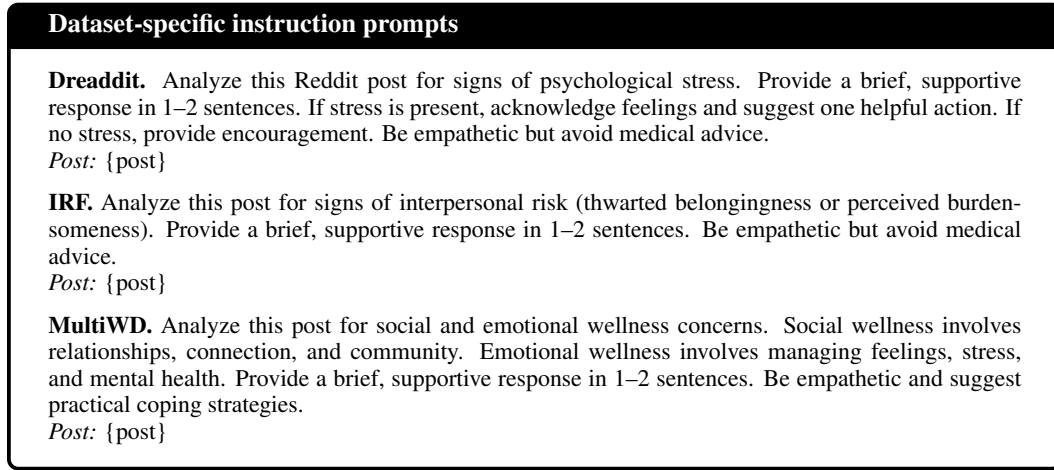 Dataset-specific instruction prompts
Dreaddit. Analyze this Reddit post for signs of psychological stress. Provide a brief, supportive
response in 1–2 sentences. If stress is present, acknowledge feelings and suggest one helpful action. If
no stress, provide encouragement. Be empathetic but avoid medical advice.
Post: {post}
IRF. Analyze this post for signs of interpersonal risk (thwarted belongingness or perceived burden-
someness). Provide a brief, supportive response in 1–2 sentences. Be empathetic but avoid medical
advice.
Post: {post}
MultiWD. Analyze this post for social and emotional wellness concerns. Social wellness involves
relationships, connection, and community. Emotional wellness involves managing feelings, stress,
and mental health. Provide a brief, supportive response in 1–2 sentences. Be empathetic and suggest
practical coping strategies.
Post: {post}